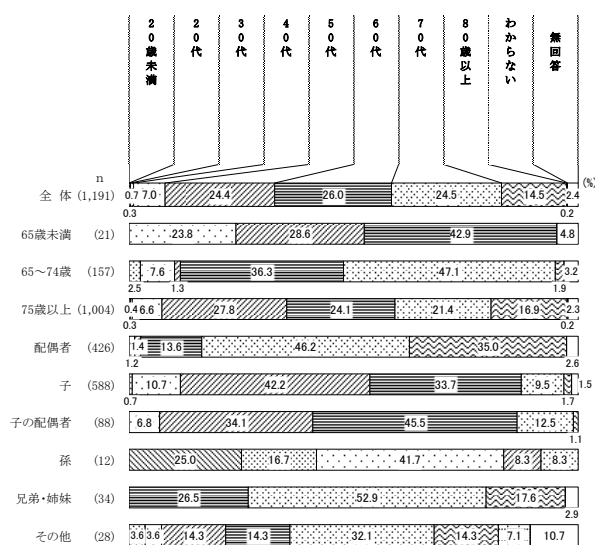 20歳未満
20代
30代
40代
50代
60代
70代
80歳以上
わからない
無回答
n
(%)
全 体 (1,191) 0.7 7.0 24.4 26.0 24.5 14.5 2.4
0.3 0.2
65歳未満 (21) 23.8 28.6 42.9 4.8
65～74歳 (157) 7.6 36.3 47.1 3.2
2.5 1.3 1.9
75歳以上 (1,004) 0.4 6.6 27.8 24.1 21.4 16.9 2.3
0.3 0.2
配偶者 (426) 1.4 13.6 46.2 35.0
1.2 2.6
子 (588) 10.7 42.2 33.7 9.5 1.5
0.7 1.7
子の配偶者 (88) 6.8 34.1 45.5 12.5
1.1
孫 (12) 25.0 16.7 41.7 8.3 8.3
兄弟・姉妹 (34) 26.5 52.9 17.6
2.9
その他 (28) 3.6 3.6 14.3 14.3 32.1 14.3 7.1 10.7